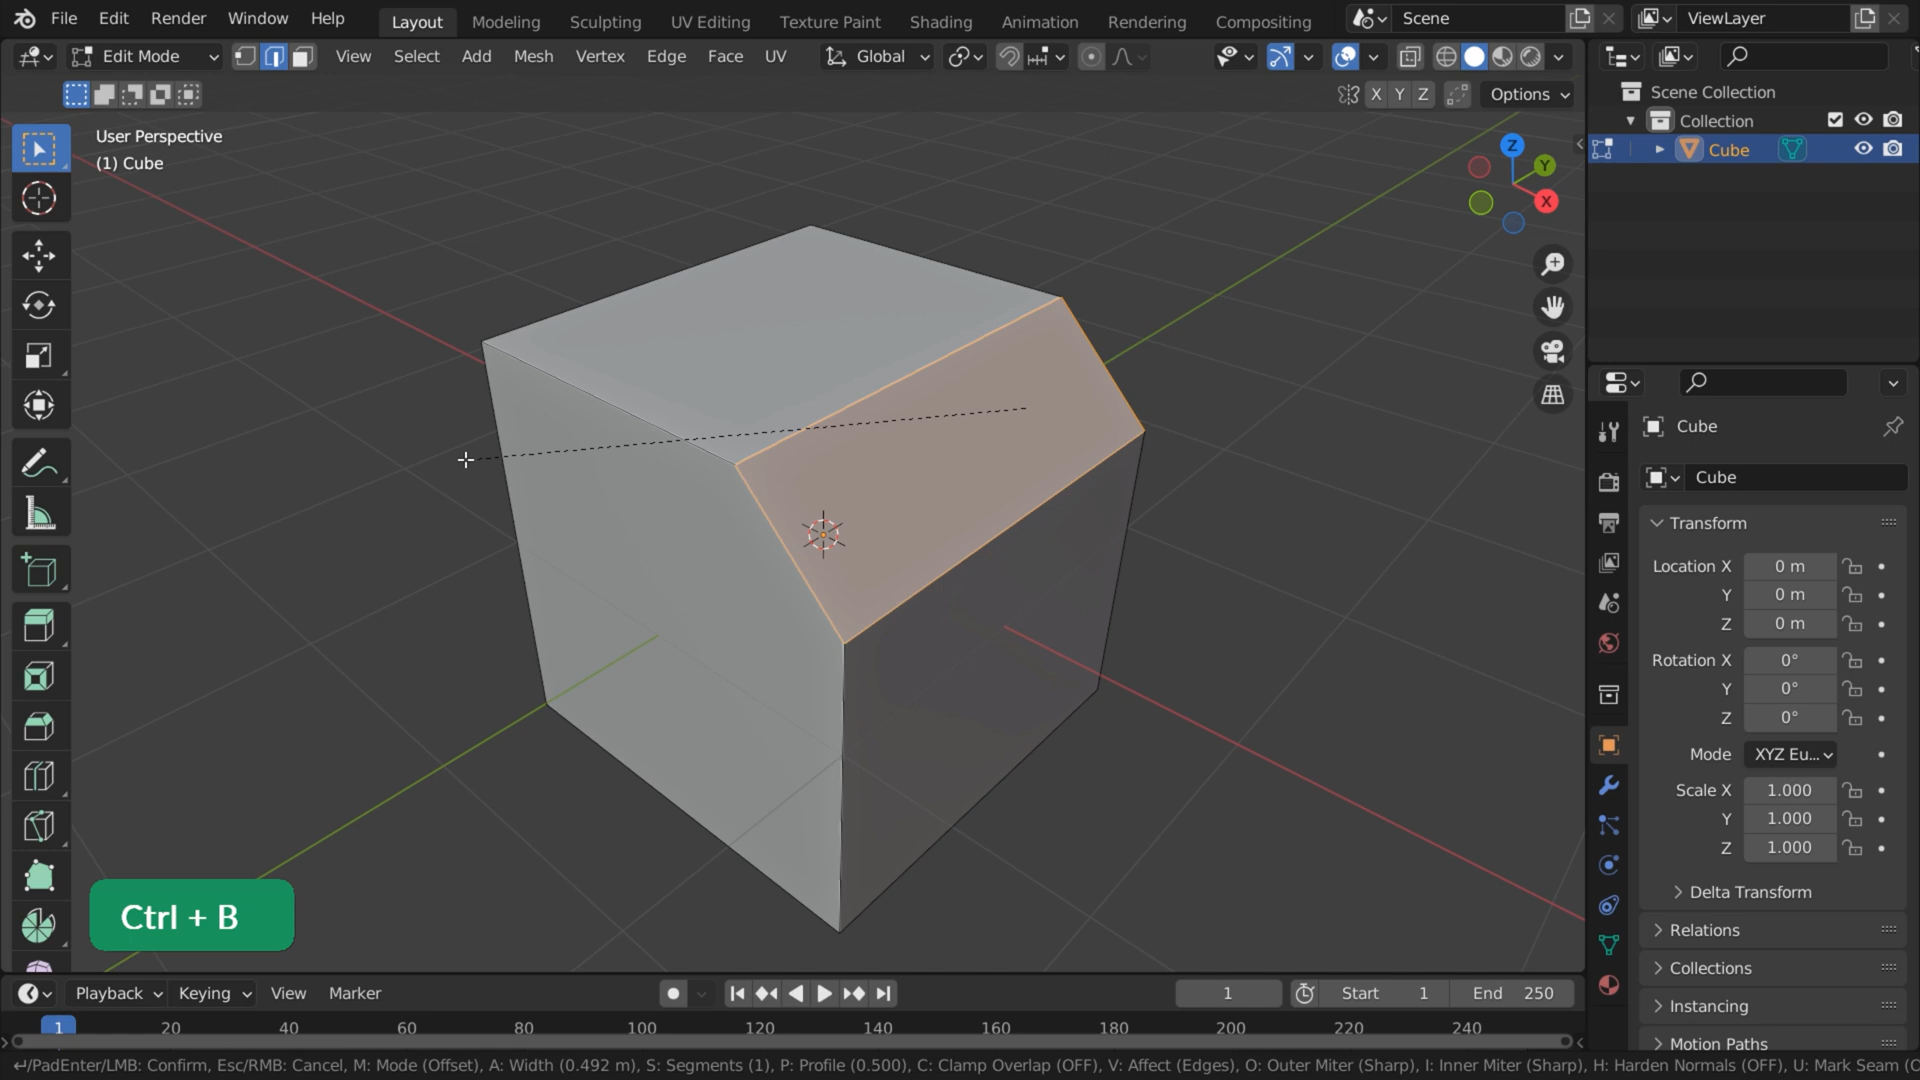 File Edit Render Window Help Layout Modeling Sculpting UV Editing Texture Paint Shading Animation Rendering Compositing Scene ViewLayer
Edit Mode View Select Add Mesh Vertex Edge Face UV Global
X Y Z Options
User Perspective
(1) Cube
Z
Y
X
Scene Collection
Collection
Cube
Cube
Cube
Transform
Location X 0 m
Y 0 m
Z 0 m
Rotation X 0°
Y 0°
Z 0°
Mode XYZ Eu...
Scale X 1.000
Y 1.000
Z 1.000
Delta Transform
Relations
Collections
Instancing
Motion Paths
Ctrl + B
Playback Keying View Marker 1 Start 1 End 250
1 20 40 60 80 100 120 140 160 180 200 220 240
↵/PadEnter/LMB: Confirm, Esc/RMB: Cancel, M: Mode (Offset), A: Width (0.492 m), S: Segments (1), P: Profile (0.500), C: Clamp Overlap (OFF), V: Affect (Edges), O: Outer Miter (Sharp), I: Inner Miter (Sharp), H: Harden Normals (OFF), U: Mark Seam (O